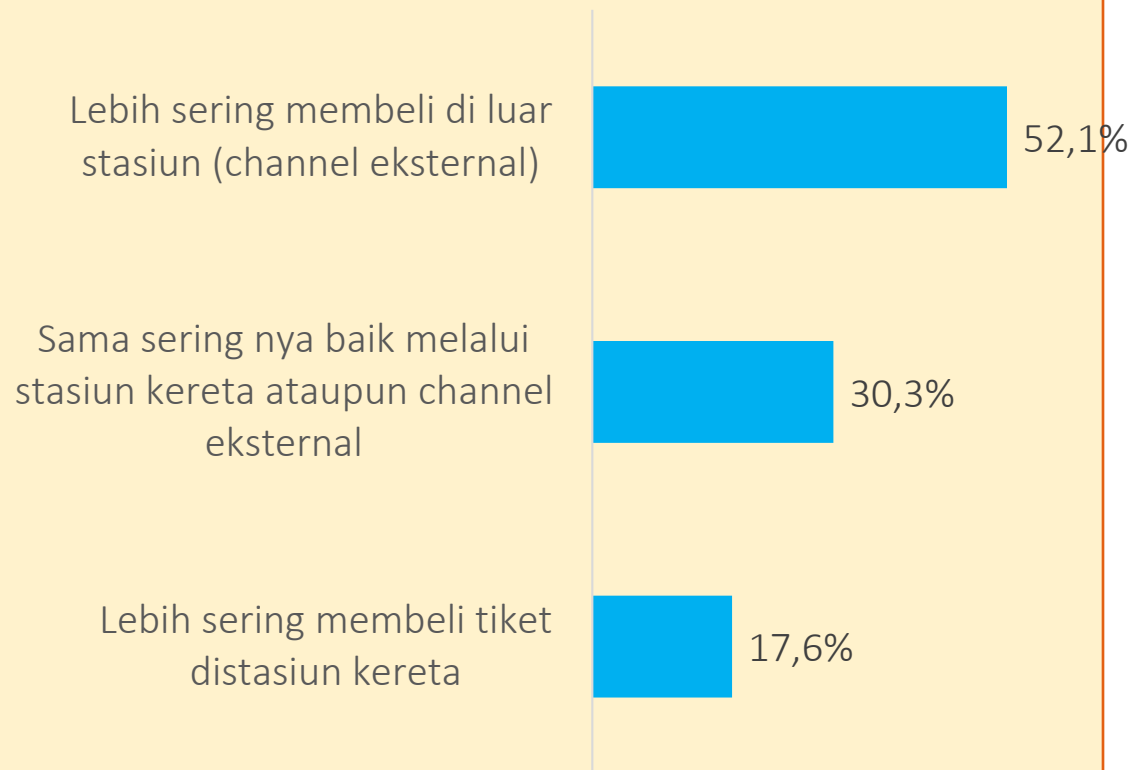 Lebih sering membeli di luar
stasiun (channel eksternal)
52,1%
Sama sering nya baik melalui
stasiun kereta ataupun channel
eksternal
30,3%
Lebih sering membeli tiket
distasiun kereta
17,6%